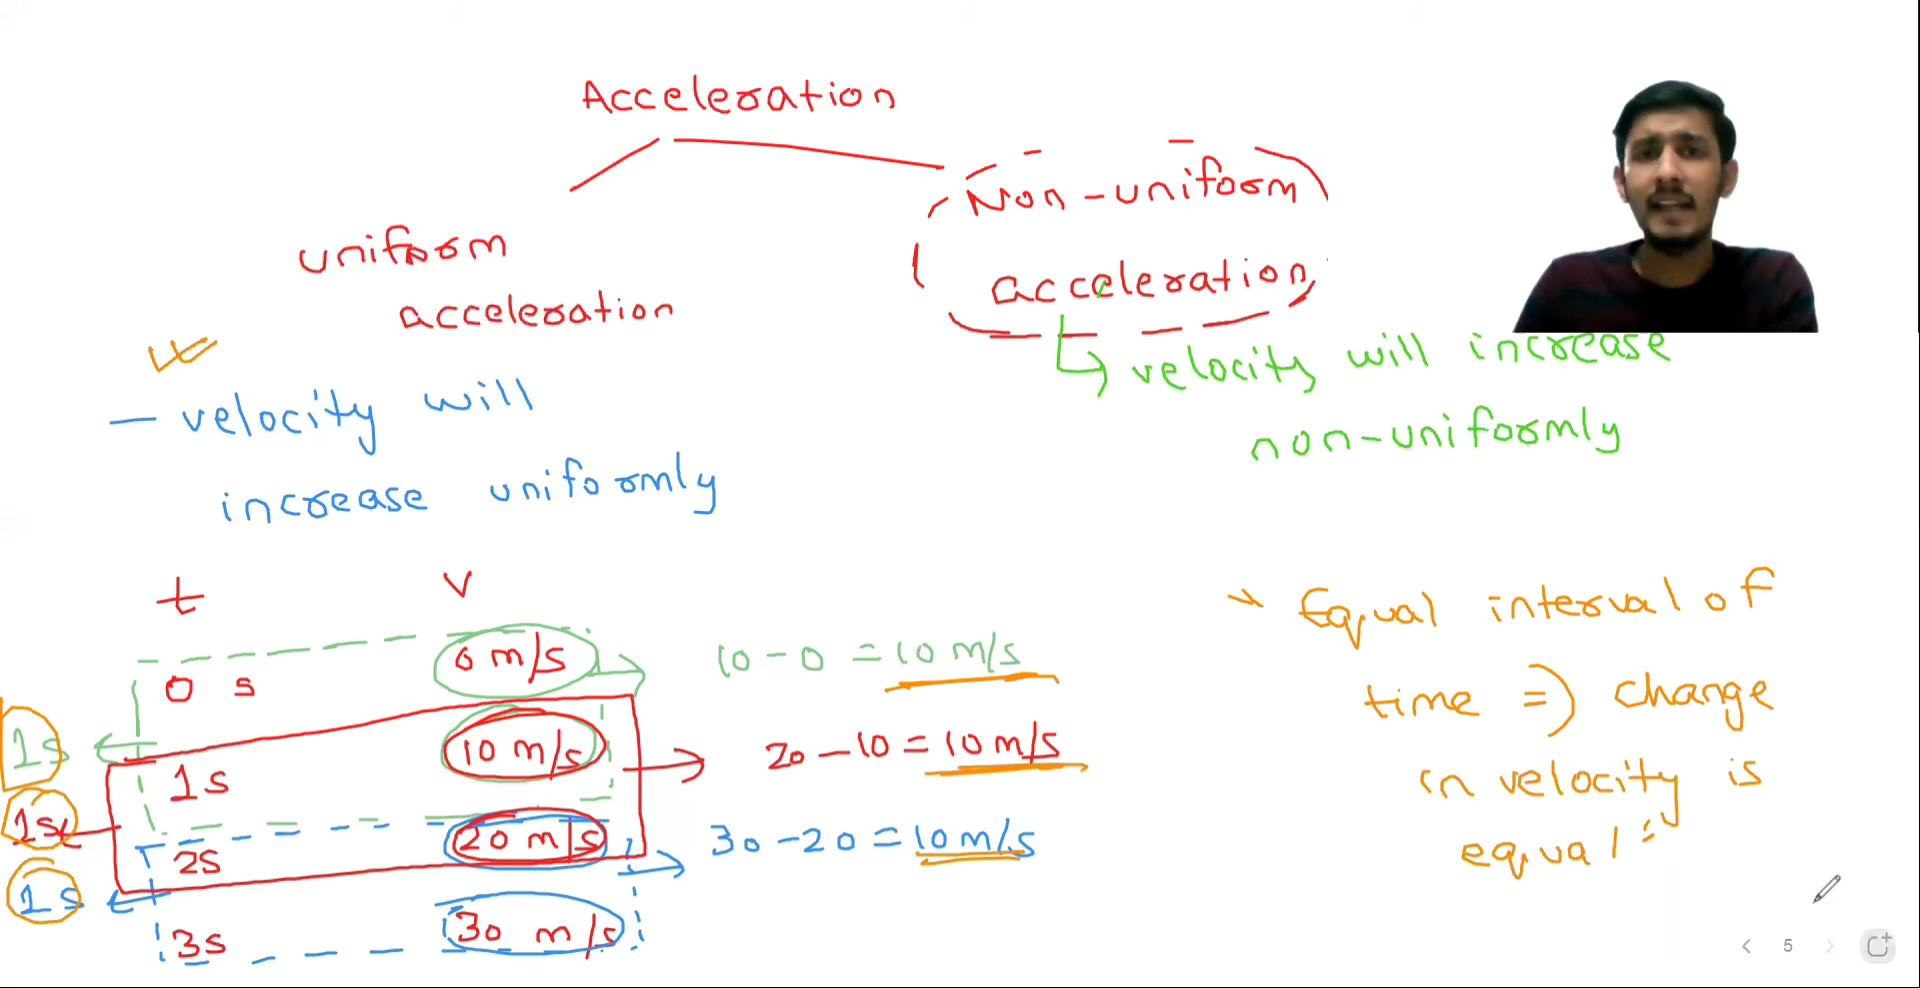 Acceleration
uniform
acceleration
Non-uniform
acceleration
— velocity will
increase uniformly
velocity will increase
non-uniformly
t v
0 s 0 m/s 10-0 = 10 m/s
1s
1s 10 m/s 20-10 = 10 m/s
1s
2s 20 m/s 30-20 = 10 m/s
1s
3s 30 m/s
Equal interval of
time => change
in velocity is
equal
5